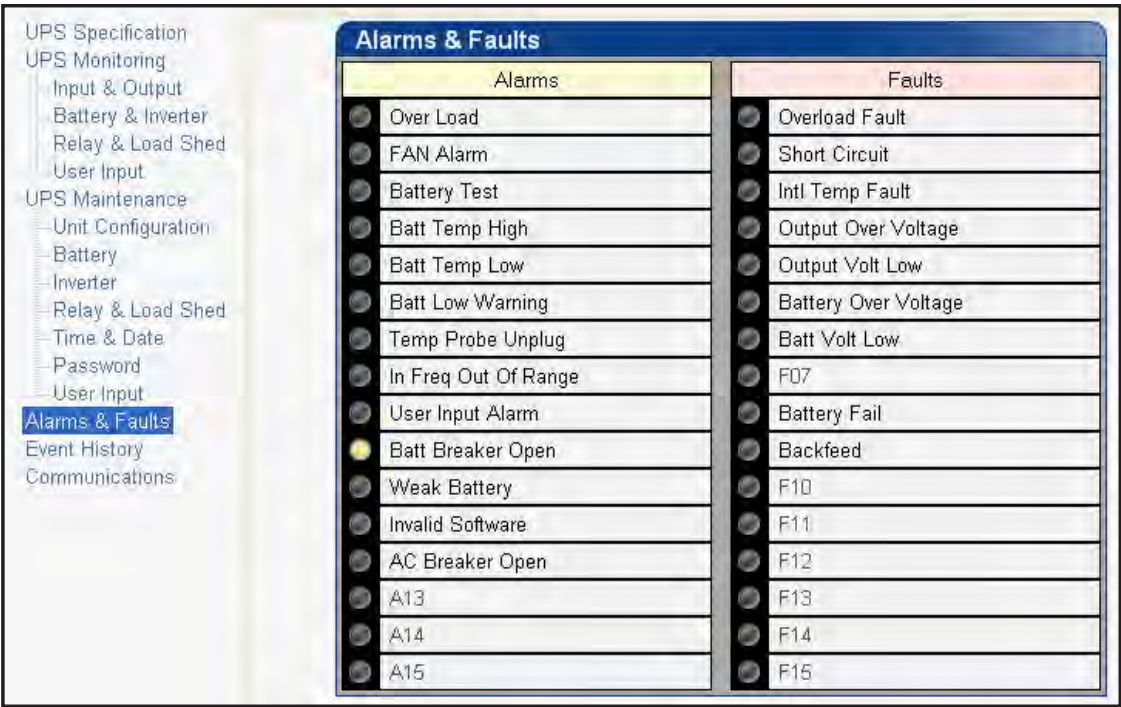 UPS Specification
UPS Monitoring
Input & Output
Battery & Inverter
Relay & Load Shed
User Input
UPS Maintenance
Unit Configuration
Battery
Inverter
Relay & Load Shed
Time & Date
Password
User Input
Alarms & Faults
Event History
Communications
Alarms & Faults
Alarms
Over Load
FAN Alarm
Battery Test
Batt Temp High
Batt Temp Low
Batt Low Warning
Temp Probe Unplug
In Freq Out Of Range
User Input Alarm
Batt Breaker Open
Weak Battery
Invalid Software
AC Breaker Open
A13
A14
A15
Faults
Overload Fault
Short Circuit
Intl Temp Fault
Output Over Voltage
Output Volt Low
Battery Over Voltage
Batt Volt Low
F07
Battery Fail
Backfeed
F10
F11
F12
F13
F14
F15